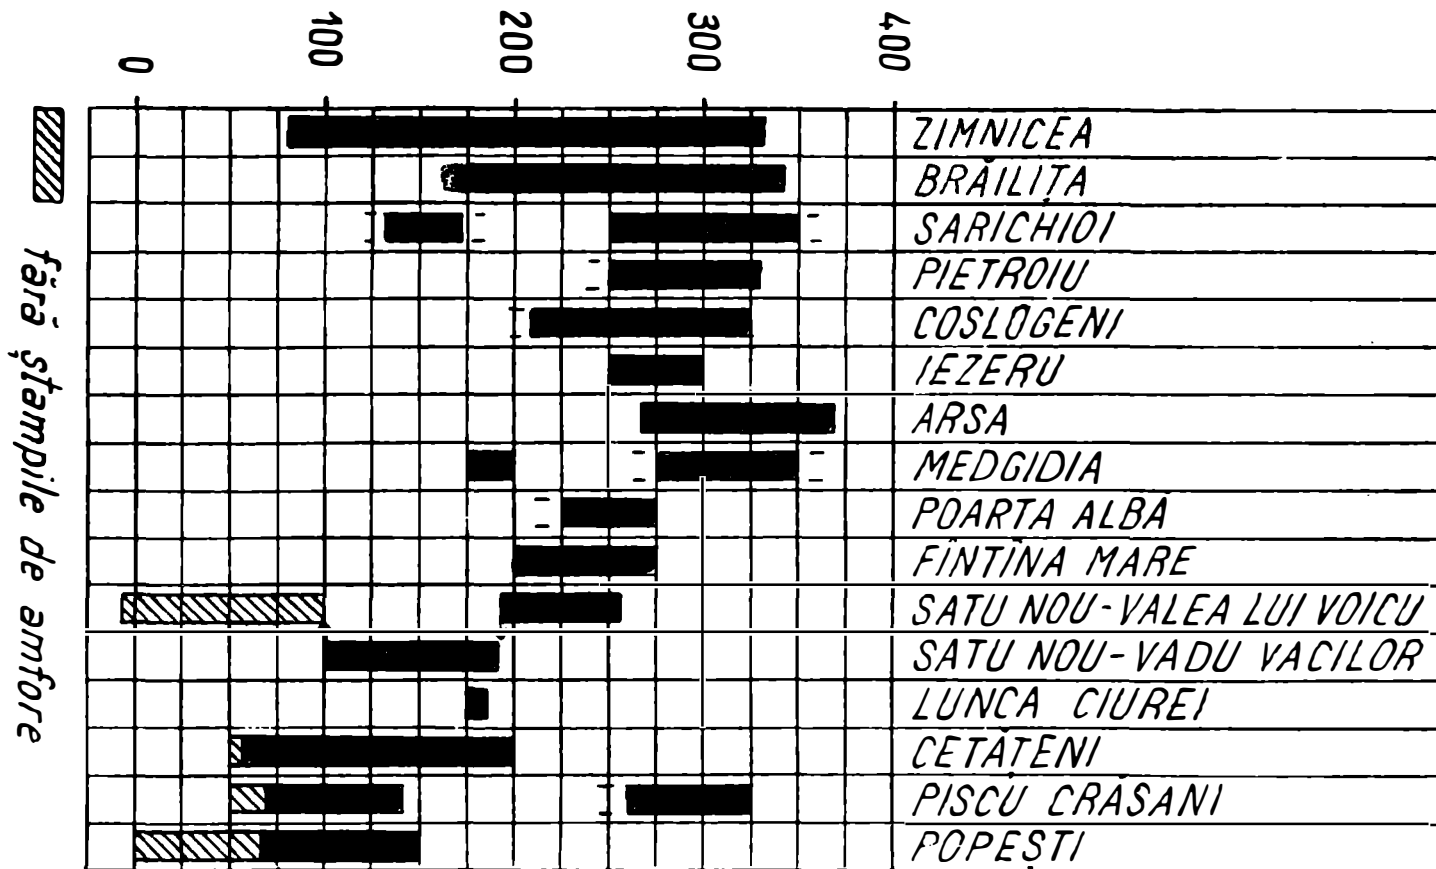 0
100
200
300
400
ZIMNICEA
BRĂILIȚA
SARICHIOI
PIETROIU
COSLOGENI
IEZERU
ARSA
MEDGIDIA
POARTA ALBĂ
FÎNTÎNA MARE
SATU NOU-VALEA LUI VOICU
SATU NOU-VADU VACILOR
LUNCA CIUREI
CETĂȚENI
PISCU CRĂSANI
POPEȘTI
fără ștampile de amfore